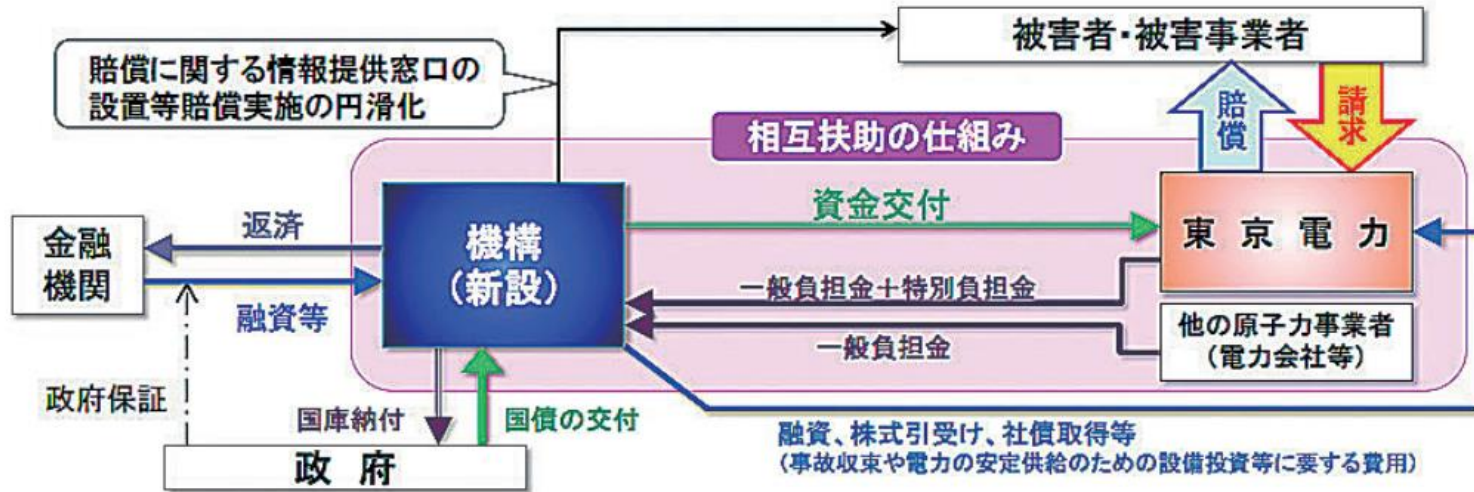 被害者・被害事業者
賠償に関する情報提供窓口の
設置等賠償実施の円滑化
賠償
請求
相互扶助の仕組み
金融
機関
返済
融資等
機構
(新設)
資金交付
東京電力
一般負担金+特別負担金
一般負担金
他の原子力事業者
(電力会社等)
政府保証
国庫納付
国債の交付
政府
融資、株式引受け、社債取得等
(事故収束や電力の安定供給のための設備投資等に要する費用)